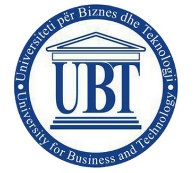 Universiteti për Biznes dhe Teknologji
UBT
University for Business and Technology